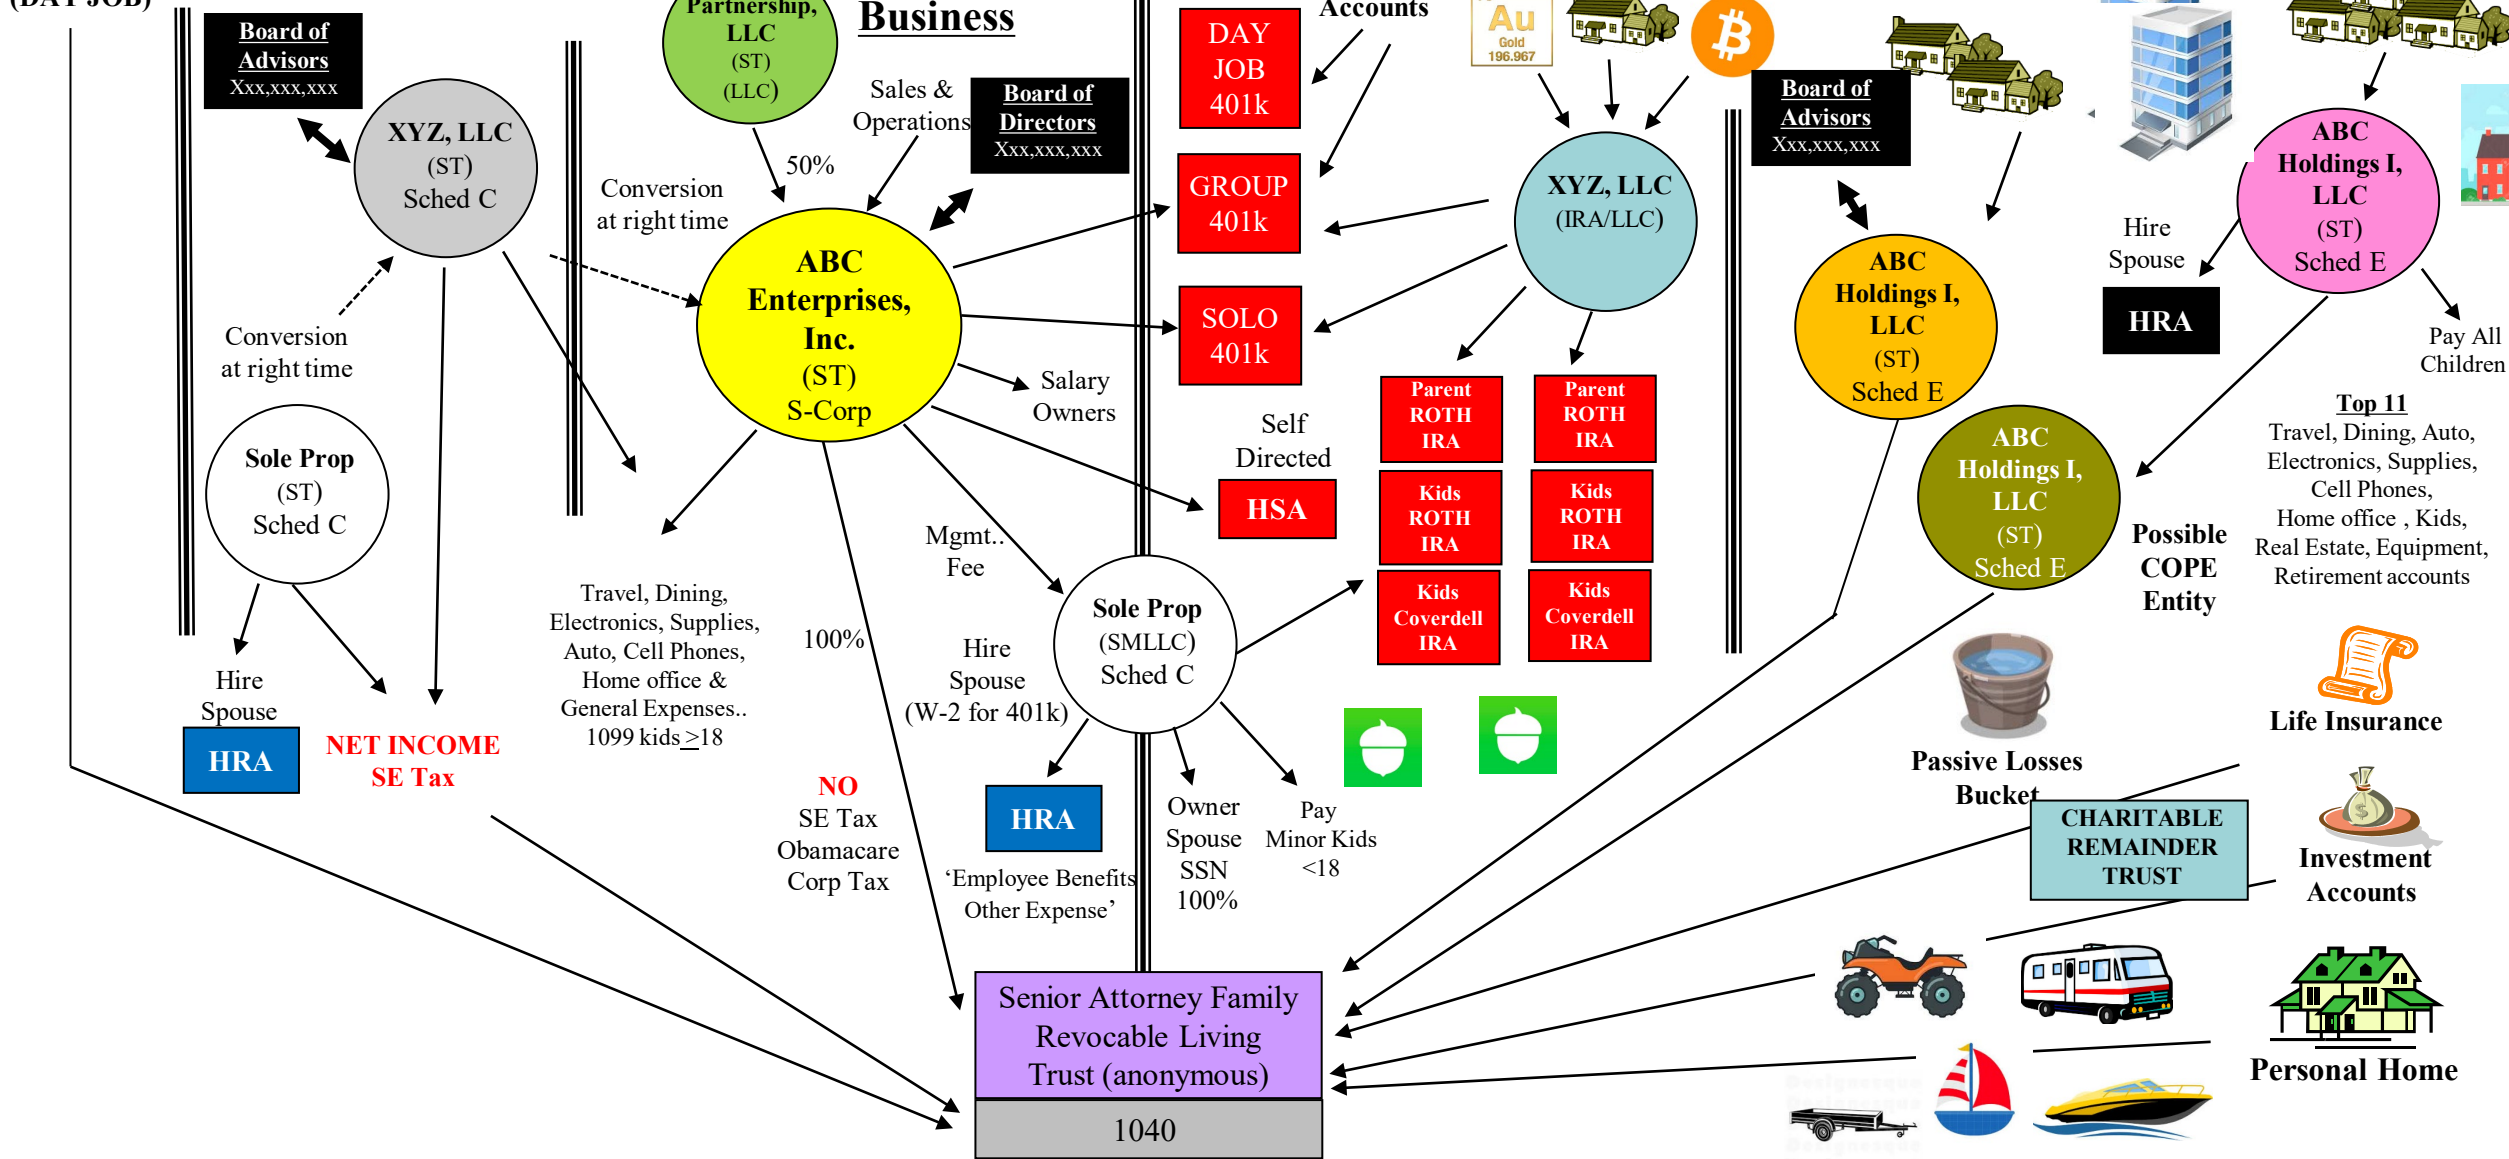 (DAY JOB)
Board of
Advisors
Xxx,xxx,xxx
XYZ, LLC
(ST)
Sched C
Conversion
at right time
Sole Prop
(ST)
Sched C
Hire
Spouse
HRA
NET INCOME
SE Tax
Partnership,
LLC
(ST)
(LLC)
Business
50%
Sales &
Operations
Board of
Directors
Xxx,xxx,xxx
Conversion
at right time
ABC
Enterprises,
Inc.
(ST)
S-Corp
Salary
Owners
Travel, Dining,
Electronics, Supplies,
Auto, Cell Phones,
Home office &
General Expenses..
1099 kids >18
100%
NO
SE Tax
Obamacare
Corp Tax
Mgmt..
Fee
Hire
Spouse
(W-2 for 401k)
HRA
‘Employee Benefits
Other Expense’
Sole Prop
(SMLLC)
Sched C
Owner
Spouse
SSN
100%
Pay
Minor Kids
<18
DAY
JOB
401k
GROUP
401k
SOLO
401k
Accounts
Au
Gold
196.967
XYZ, LLC
(IRA/LLC)
Self
Directed
HSA
Parent
ROTH
IRA
Parent
ROTH
IRA
Kids
ROTH
IRA
Kids
ROTH
IRA
Kids
Coverdell
IRA
Kids
Coverdell
IRA
Board of
Advisors
Xxx,xxx,xxx
ABC
Holdings I,
LLC
(ST)
Sched E
ABC
Holdings I,
LLC
(ST)
Sched E
ABC
Holdings I,
LLC
(ST)
Sched E
Hire
Spouse
HRA
Pay All
Children
Top 11
Travel, Dining, Auto,
Electronics, Supplies,
Cell Phones,
Home office , Kids,
Real Estate, Equipment,
Retirement accounts
Possible
COPE
Entity
Passive Losses
Bucket
Life Insurance
CHARITABLE
REMAINDER
TRUST
Investment
Accounts
Personal Home
Senior Attorney Family
Revocable Living
Trust (anonymous)
1040